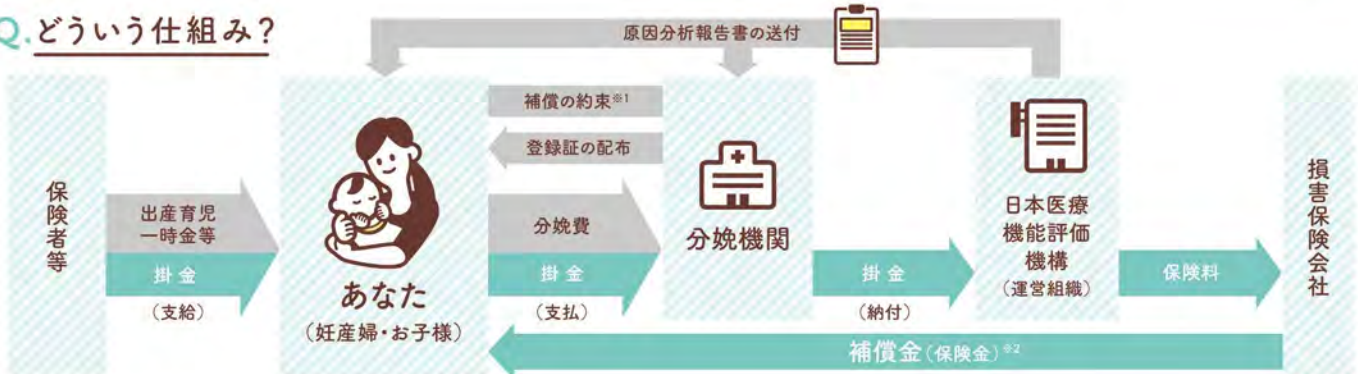 Q.どういう仕組み?
原因分析報告書の送付
保険者等
出産育児
一時金等
掛金
（支給）
あなた
（妊産婦・お子様）
補償の約束※1
登録証の配布
分娩費
掛金
（支払）
分娩機関
掛金
（納付）
日本医療
機能評価
機構
（運営組織）
保険料
損害保険会社
補償金（保険金）※2